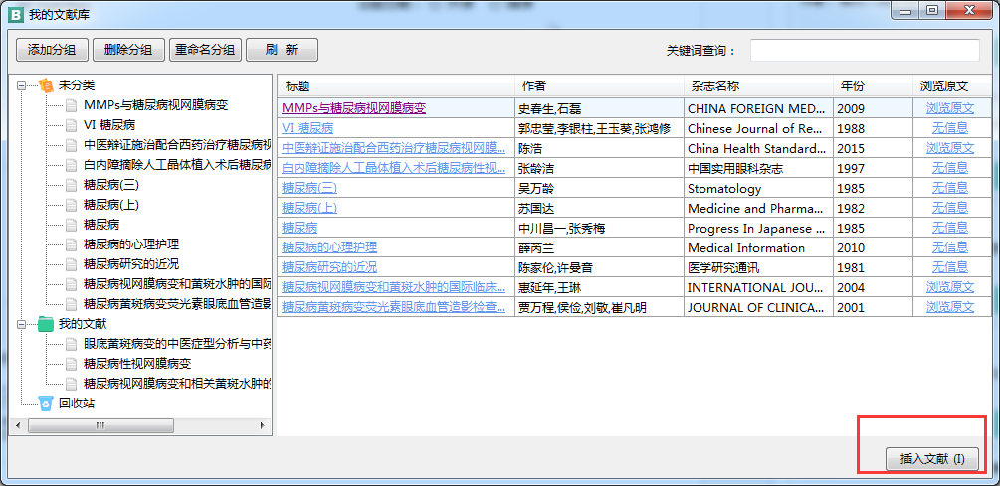 B 我的文献库
添加分组 删除分组 重命名分组 刷 新 关键词查询：
未分类
MMPs与糖尿病视网膜病变
VI 糖尿病
中医辩证施治配合西药治疗糖尿病视
白内障摘除人工晶体植入术后糖尿病
糖尿病(三)
糖尿病(上)
糖尿病
糖尿病的心理护理
糖尿病研究的近况
糖尿病视网膜病变和黄斑水肿的国际
糖尿病黄斑病变荧光素眼底血管造影
我的文献
眼底黄斑病变的中医症型分析与中药
糖尿病性视网膜病变
糖尿病视网膜病变和相关黄斑水肿的
回收站
标题 作者 杂志名称 年份 浏览原文
MMPs与糖尿病视网膜病变 史春生,石磊 CHINA FOREIGN MED... 2009 浏览原文
VI 糖尿病 郭忠莹,李银柱,王玉葵,张鸿修 Chinese Journal of Re... 1988 无信息
中医辩证施治配合西药治疗糖尿病视网膜... 陈浩 China Health Standard... 2015 浏览原文
白内障摘除人工晶体植入术后糖尿病性视... 张龄洁 中国实用眼科杂志 1997 无信息
糖尿病(三) 吴万龄 Stomatology 1985 无信息
糖尿病(上) 苏国达 Medicine and Pharma... 1982 无信息
糖尿病 中川昌一,张秀梅 Progress In Japanese ... 1985 无信息
糖尿病的心理护理 薛芮兰 Medical Information 2010 无信息
糖尿病研究的近况 陈家伦,许曼音 医学研究通讯 1981 无信息
糖尿病视网膜病变和黄斑水肿的国际临床... 惠延年,王琳 INTERNATIONAL JOU... 2004 浏览原文
糖尿病黄斑病变荧光素眼底血管造影检查... 贾万程,侯俭,刘敬,崔凡明 JOURNAL OF CLINICA... 2001 浏览原文
插入文献 (I)